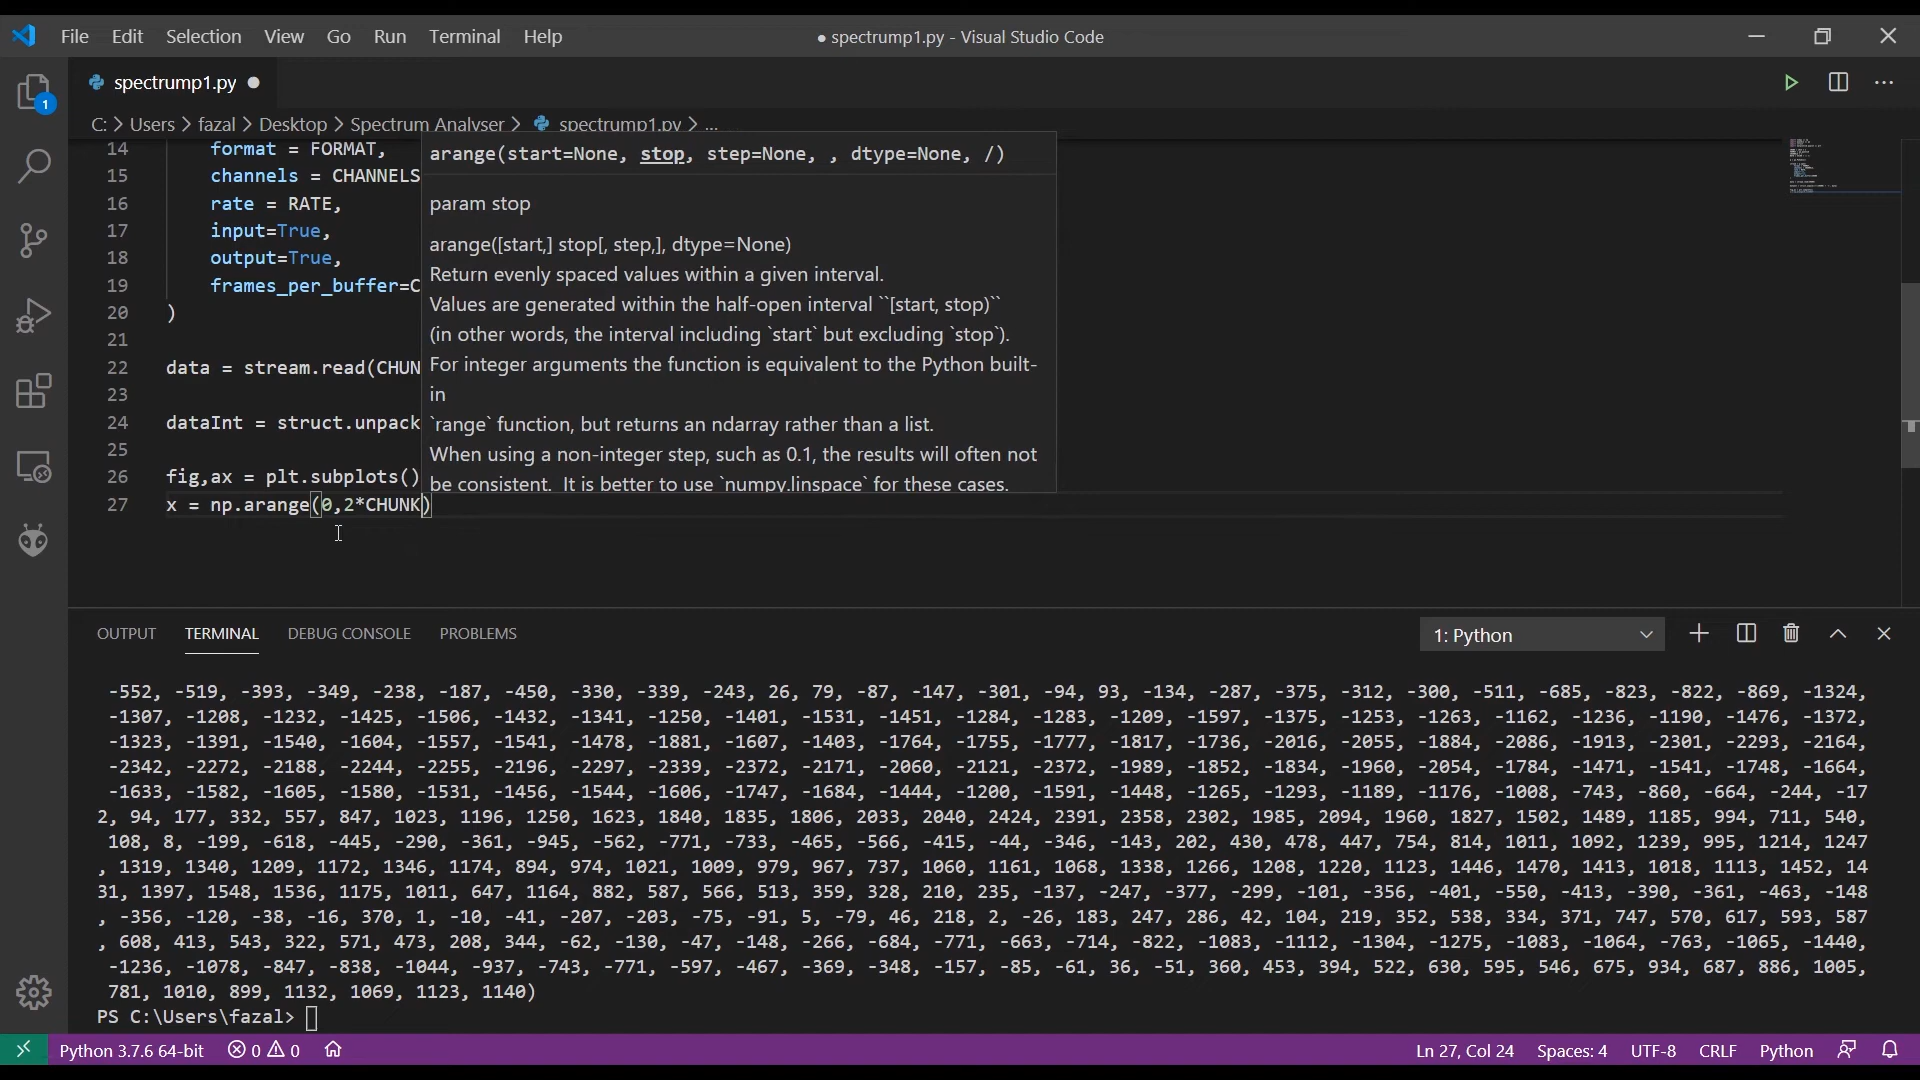 File Edit Selection View Go Run Terminal Help
● spectrump1.py - Visual Studio Code
spectrump1.py ●
1
C: > Users > fazal > Desktop > Spectrum Analyser > spectrump1.py > ...
14 format = FORMAT,
15 channels = CHANNELS
16 rate = RATE,
17 input=True,
18 output=True,
19 frames_per_buffer=C
20 )
21
22 data = stream.read(CHUN
23
24 dataInt = struct.unpack
25
26 fig,ax = plt.subplots()
27 x = np.arange(0,2*CHUNK)
arange(start=None, stop, step=None, , dtype=None, /)
param stop
arange([start,] stop[, step,], dtype=None)
Return evenly spaced values within a given interval.
Values are generated within the half-open interval ``[start, stop)``
(in other words, the interval including `start` but excluding `stop`).
For integer arguments the function is equivalent to the Python built-
in
`range` function, but returns an ndarray rather than a list.
When using a non-integer step, such as 0.1, the results will often not
be consistent. It is better to use `numpy.linspace` for these cases.
OUTPUT TERMINAL DEBUG CONSOLE PROBLEMS
1: Python
-552, -519, -393, -349, -238, -187, -450, -330, -339, -243, 26, 79, -87, -147, -301, -94, 93, -134, -287, -375, -312, -300, -511, -685, -823, -822, -869, -1324,
-1307, -1208, -1232, -1425, -1506, -1432, -1341, -1250, -1401, -1531, -1451, -1284, -1283, -1209, -1597, -1375, -1253, -1263, -1162, -1236, -1190, -1476, -1372,
-1323, -1391, -1540, -1604, -1557, -1541, -1478, -1881, -1607, -1403, -1764, -1755, -1777, -1817, -1736, -2016, -2055, -1884, -2086, -1913, -2301, -2293, -2164,
-2342, -2272, -2188, -2244, -2255, -2196, -2297, -2339, -2372, -2171, -2060, -2121, -2372, -1989, -1852, -1834, -1960, -2054, -1784, -1471, -1541, -1748, -1664,
-1633, -1582, -1605, -1580, -1531, -1456, -1544, -1606, -1747, -1684, -1444, -1200, -1591, -1448, -1265, -1293, -1189, -1176, -1008, -743, -860, -664, -244, -17
2, 94, 177, 332, 557, 847, 1023, 1196, 1250, 1623, 1840, 1835, 1806, 2033, 2040, 2424, 2391, 2358, 2302, 1985, 2094, 1960, 1827, 1502, 1489, 1185, 994, 711, 540,
108, 8, -199, -618, -445, -290, -361, -945, -562, -771, -733, -465, -566, -415, -44, -346, -143, 202, 430, 478, 447, 754, 814, 1011, 1092, 1239, 995, 1214, 1247
, 1319, 1340, 1209, 1172, 1346, 1174, 894, 974, 1021, 1009, 979, 967, 737, 1060, 1161, 1068, 1338, 1266, 1208, 1220, 1123, 1446, 1470, 1413, 1018, 1113, 1452, 14
31, 1397, 1548, 1536, 1175, 1011, 647, 1164, 882, 587, 566, 513, 359, 328, 210, 235, -137, -247, -377, -299, -101, -356, -401, -550, -413, -390, -361, -463, -148
, -356, -120, -38, -16, 370, 1, -10, -41, -207, -203, -75, -91, 5, -79, 46, 218, 2, -26, 183, 247, 286, 42, 104, 219, 352, 538, 334, 371, 747, 570, 617, 593, 587
, 608, 413, 543, 322, 571, 473, 208, 344, -62, -130, -47, -148, -266, -684, -771, -663, -714, -822, -1083, -1112, -1304, -1275, -1083, -1064, -763, -1065, -1440,
-1236, -1078, -847, -838, -1044, -937, -743, -771, -597, -467, -369, -348, -157, -85, -61, 36, -51, 360, 453, 394, 522, 630, 595, 546, 675, 934, 687, 886, 1005,
781, 1010, 899, 1132, 1069, 1123, 1140)
PS C:\Users\fazal>
Python 3.7.6 64-bit 0 0 Ln 27, Col 24 Spaces: 4 UTF-8 CRLF Python